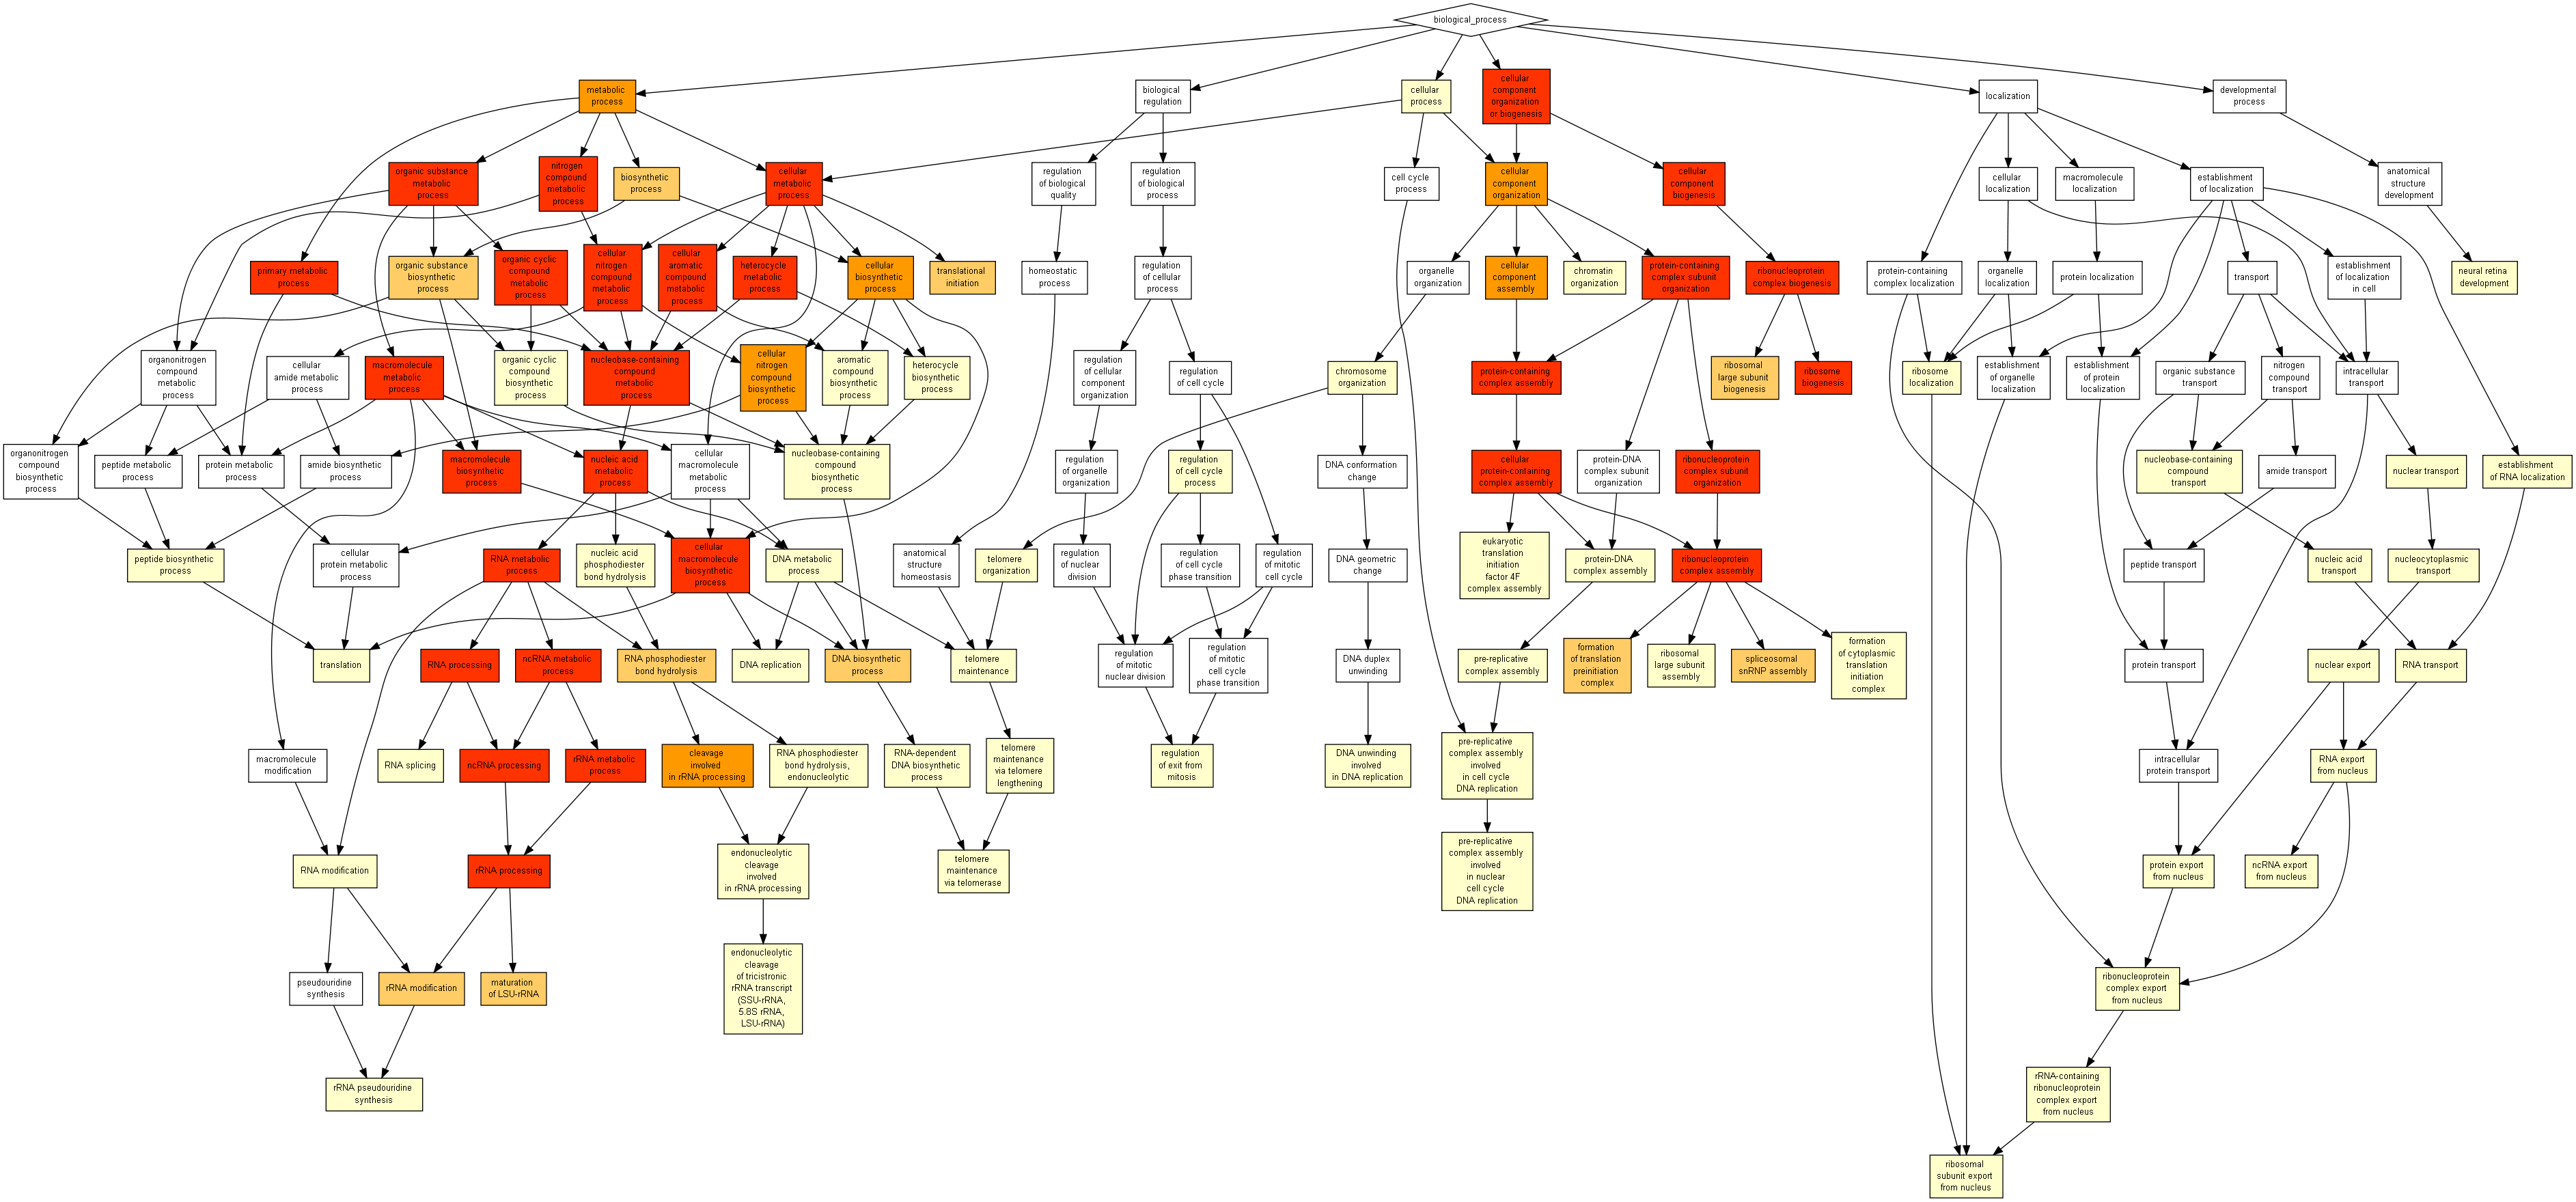 biological_process
metabolic
process
biological
regulation
cellular
process
cellular
component
organization
or biogenesis
localization
developmental
process
organic substance
metabolic
process
nitrogen
compound
metabolic
process
biosynthetic
process
cellular
metabolic
process
regulation
of biological
quality
regulation
of biological
process
cell cycle
process
cellular
component
organization
cellular
component
biogenesis
cellular
localization
macromolecule
localization
establishment
of localization
anatomical
structure
development
primary metabolic
process
organic substance
biosynthetic
process
organic cyclic
compound
metabolic
process
cellular
nitrogen
compound
metabolic
process
cellular
aromatic
compound
metabolic
process
heterocycle
metabolic
process
cellular
biosynthetic
process
translational
initiation
homeostatic
process
regulation
of cellular
process
organelle
organization
cellular
component
assembly
chromatin
organization
protein-containing
complex subunit
organization
ribonucleoprotein
complex biogenesis
protein-containing
complex localization
organelle
localization
protein localization
transport
establishment
of localization
in cell
neural retina
development
organonitrogen
compound
metabolic
process
cellular
amide metabolic
process
macromolecule
metabolic
process
organic cyclic
compound
biosynthetic
process
nucleobase-containing
compound
metabolic
process
cellular
nitrogen
compound
biosynthetic
process
aromatic
compound
biosynthetic
process
heterocycle
biosynthetic
process
regulation
of cellular
component
organization
regulation
of cell cycle
chromosome
organization
protein-containing
complex assembly
ribosomal
large subunit
biogenesis
ribosome
biogenesis
ribosome
localization
establishment
of organelle
localization
establishment
of protein
localization
organic substance
transport
nitrogen
compound
transport
intracellular
transport
organonitrogen
compound
biosynthetic
process
peptide metabolic
process
protein metabolic
process
amide biosynthetic
process
macromolecule
biosynthetic
process
nucleic acid
metabolic
process
cellular
macromolecule
metabolic
process
nucleobase-containing
compound
biosynthetic
process
regulation
of organelle
organization
regulation
of cell cycle
process
DNA conformation
change
cellular
protein-containing
complex assembly
protein-DNA
complex subunit
organization
ribonucleoprotein
complex subunit
organization
nucleobase-containing
compound
transport
amide transport
nuclear transport
establishment
of RNA localization
peptide biosynthetic
process
cellular
protein metabolic
process
RNA metabolic
process
nucleic acid
phosphodiester
bond hydrolysis
cellular
macromolecule
biosynthetic
process
DNA metabolic
process
anatomical
structure
homeostasis
telomere
organization
regulation
of nuclear
division
regulation
of cell cycle
phase transition
regulation
of mitotic
cell cycle
DNA geometric
change
eukaryotic
translation
initiation
factor 4F
complex assembly
protein-DNA
complex assembly
ribonucleoprotein
complex assembly
peptide transport
nucleic acid
transport
nucleocytoplasmic
transport
translation
RNA processing
ncRNA metabolic
process
RNA phosphodiester
bond hydrolysis
DNA replication
DNA biosynthetic
process
telomere
maintenance
regulation
of mitotic
nuclear division
regulation
of mitotic
cell cycle
phase transition
DNA duplex
unwinding
pre-replicative
complex assembly
formation
of translation
preinitiation
complex
ribosomal
large subunit
assembly
spliceosomal
snRNP assembly
formation
of cytoplasmic
translation
initiation
complex
protein transport
nuclear export
RNA transport
macromolecule
modification
RNA splicing
ncRNA processing
rRNA metabolic
process
cleavage
involved
in rRNA processing
RNA phosphodiester
bond hydrolysis,
endonucleolytic
RNA-dependent
DNA biosynthetic
process
telomere
maintenance
via telomere
lengthening
regulation
of exit from
mitosis
DNA unwinding
involved
in DNA replication
pre-replicative
complex assembly
involved
in cell cycle
DNA replication
intracellular
protein transport
RNA export
from nucleus
RNA modification
rRNA processing
endonucleolytic
cleavage
involved
in rRNA processing
telomere
maintenance
via telomerase
pre-replicative
complex assembly
involved
in nuclear
cell cycle
DNA replication
protein export
from nucleus
ncRNA export
from nucleus
pseudouridine
synthesis
rRNA modification
maturation
of LSU-rRNA
endonucleolytic
cleavage
of tricistronic
rRNA transcript
(SSU-rRNA,
5.8S rRNA,
LSU-rRNA)
ribonucleoprotein
complex export
from nucleus
rRNA pseudouridine
synthesis
rRNA-containing
ribonucleoprotein
complex export
from nucleus
ribosomal
subunit export
from nucleus